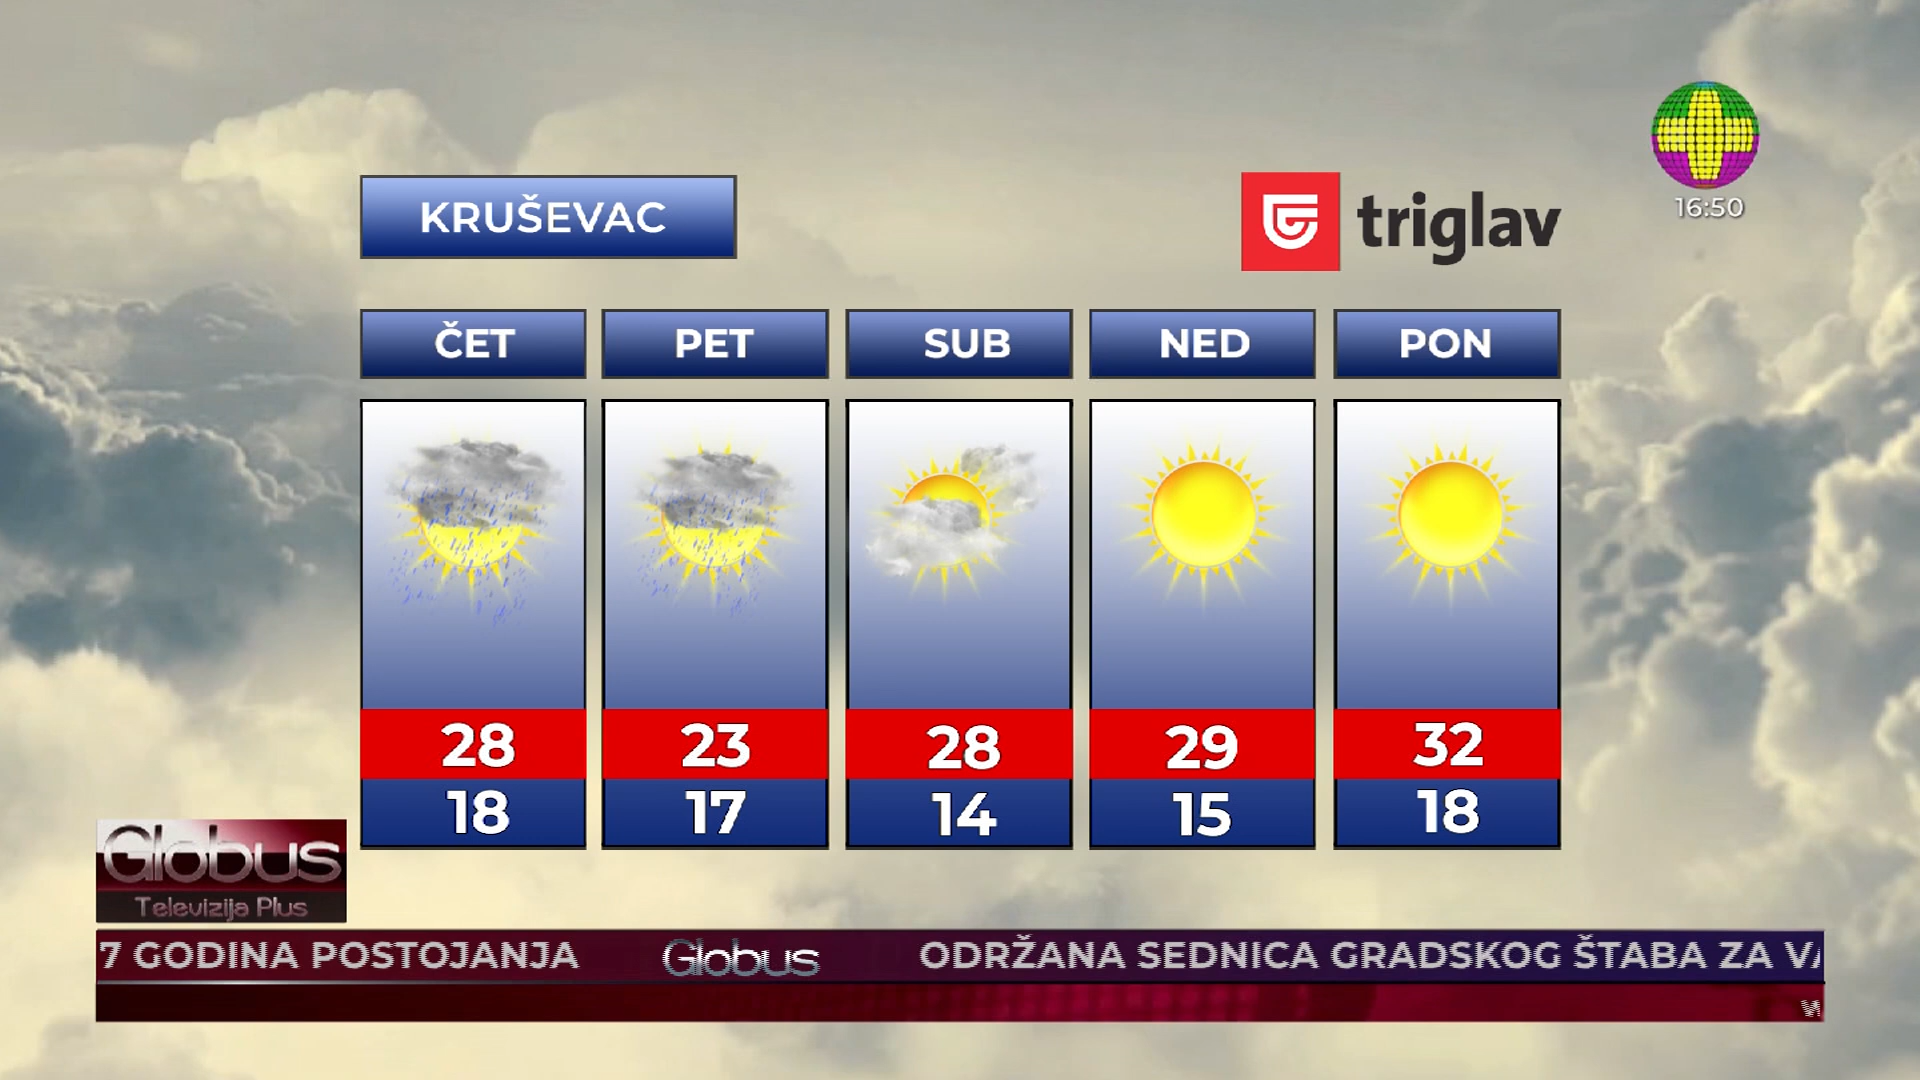 16:50
KRUŠEVAC
triglav
ČET PET SUB NED PON
28 23 28 29 32
18 17 14 15 18
Globus
Televizija Plus
7 GODINA POSTOJANJA Globus ODRŽANA SEDNICA GRADSKOG ŠTABA ZA